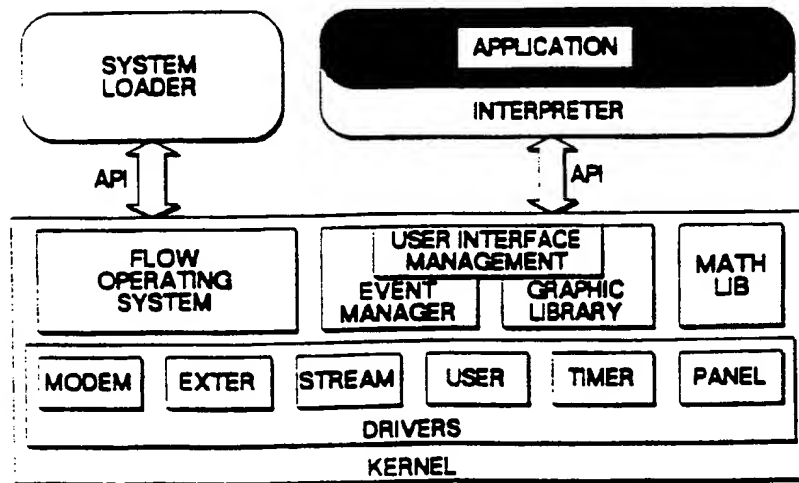 SYSTEM
LOADER
APPLICATION
INTERPRETER
API
API
FLOW
OPERATING
SYSTEM
USER INTERFACE
MANAGEMENT
EVENT
MANAGER
GRAPHIC
LIBRARY
MATH
LIB
MODEM
EXTER
STREAM
USER
TIMER
PANEL
DRIVERS
KERNEL